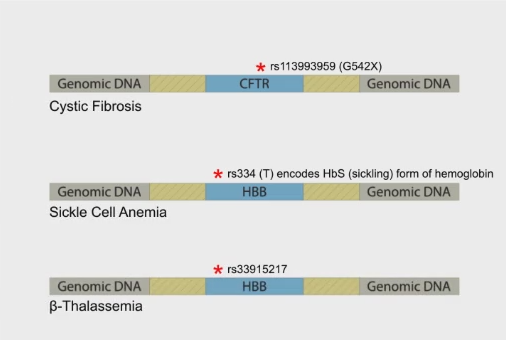 * rs113993959 (G542X)
Genomic DNA CFTR Genomic DNA
Cystic Fibrosis
* rs334 (T) encodes HbS (sickling) form of hemoglobin
Genomic DNA HBB Genomic DNA
Sickle Cell Anemia
* rs33915217
Genomic DNA HBB Genomic DNA
β-Thalassemia